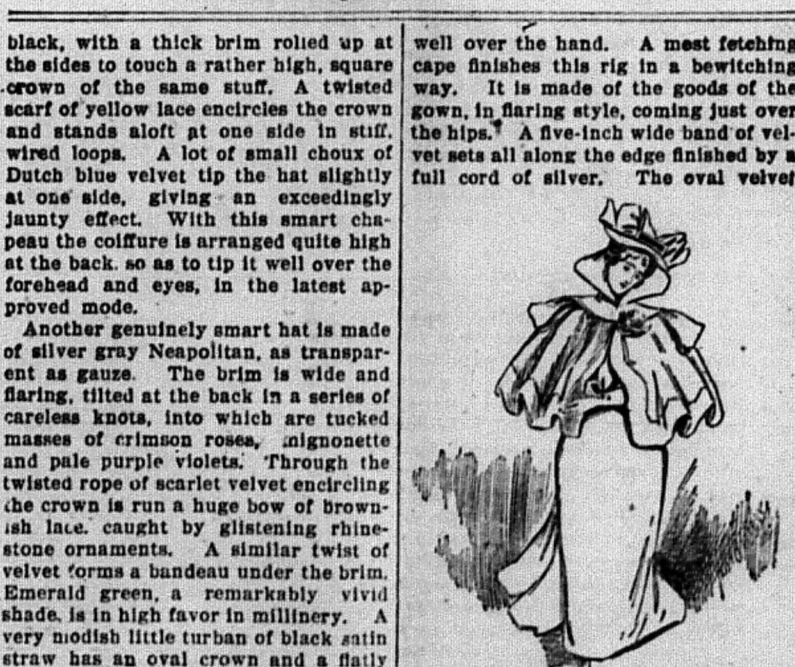 black, with a thick brim rolled up at
the sides to touch a rather high, square
crown of the same stuff. A twisted
scarf of yellow lace encircles the crown
and stands aloft at one side in stiff,
wired loops. A lot of small choux of
Dutch blue velvet tip the hat slightly
at one side, giving an exceedingly
jaunty effect. With this smart cha-
peau the coiffure is arranged quite high
at the back, so as to tip it well over the
forehead and eyes, in the latest ap-
proved mode.
Another genuinely smart hat is made
of silver gray Neapolitan, as transpar-
ent as gauze. The brim is wide and
flaring, tilted at the back in a series of
careless knots, into which are tucked
masses of crimson roses, mignonette
and pale purple violets. Through the
twisted rope of scarlet velvet encircling
the crown is run a huge bow of brown-
ish lace, caught by glistening rhine-
stone ornaments. A similar twist of
velvet forms a bandeau under the brim.
Emerald green, a remarkably vivid
shade, is in high favor in millinery. A
very modish little turban of black satin
straw has an oval crown and a flatly
well over the hand. A most fetching
cape finishes this rig in a bewitching
way. It is made of the goods of the
gown, in flaring style, coming just over
the hips. A five-inch wide band of vel-
vet sets all along the edge finished by a
full cord of silver. The oval velvet